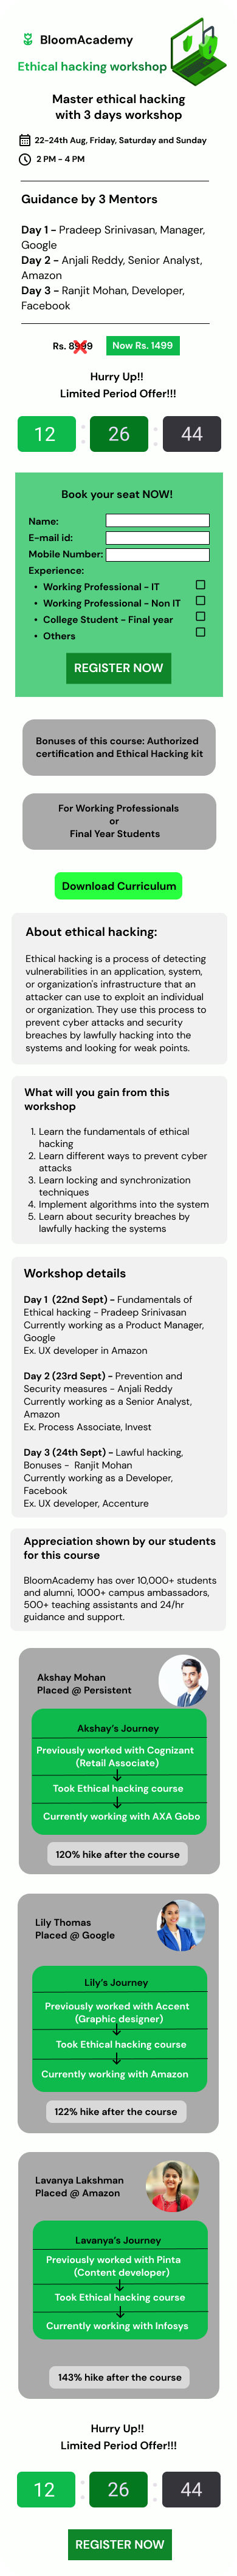 BloomAcademy
Ethical hacking workshop
Master ethical hacking
with 3 days workshop
22-24th Aug, Friday, Saturday and Sunday
2 PM - 4 PM
Guidance by 3 Mentors
Day 1 - Pradeep Srinivasan, Manager,
Google
Day 2 - Anjali Reddy, Senior Analyst,
Amazon
Day 3 - Ranjit Mohan, Developer,
Facebook
Rs. 8999 Now Rs. 1499
Hurry Up!!
Limited Period Offer!!!
12 : 26 : 44
Book your seat NOW!
Name:
E-mail id:
Mobile Number:
Experience:
• Working Professional - IT
• Working Professional - Non IT
• College Student - Final year
• Others
REGISTER NOW
Bonuses of this course: Authorized
certification and Ethical Hacking kit
For Working Professionals
or
Final Year Students
Download Curriculum
About ethical hacking:
Ethical hacking is a process of detecting
vulnerabilities in an application, system,
or organization's infrastructure that an
attacker can use to exploit an individual
or organization. They use this process to
prevent cyber attacks and security
breaches by lawfully hacking into the
systems and looking for weak points.
What will you gain from this
workshop
1. Learn the fundamentals of ethical
hacking
2. Learn different ways to prevent cyber
attacks
3. Learn locking and synchronization
techniques
4. Implement algorithms into the system
5. Learn about security breaches by
lawfully hacking the systems
Workshop details
Day 1 (22nd Sept) - Fundamentals of
Ethical hacking - Pradeep Srinivasan
Currently working as a Product Manager,
Google
Ex. UX developer in Amazon
Day 2 (23rd Sept) - Prevention and
Security measures - Anjali Reddy
Currently working as a Senior Analyst,
Amazon
Ex. Process Associate, Invest
Day 3 (24th Sept) - Lawful hacking,
Bonuses - Ranjit Mohan
Currently working as a Developer,
Facebook
Ex. UX developer, Accenture
Appreciation shown by our students
for this course
BloomAcademy has over 10,000+ students
and alumni, 1000+ campus ambassadors,
500+ teaching assistants and 24/hr
guidance and support.
Akshay Mohan
Placed @ Persistent
Akshay's Journey
Previously worked with Cognizant
(Retail Associate)
Took Ethical hacking course
Currently working with AXA Gobo
120% hike after the course
Lily Thomas
Placed @ Google
Lily's Journey
Previously worked with Accent
(Graphic designer)
Took Ethical hacking course
Currently working with Amazon
122% hike after the course
Lavanya Lakshman
Placed @ Amazon
Lavanya's Journey
Previously worked with Pinta
(Content developer)
Took Ethical hacking course
Currently working with Infosys
143% hike after the course
Hurry Up!!
Limited Period Offer!!!
12 : 26 : 44
REGISTER NOW